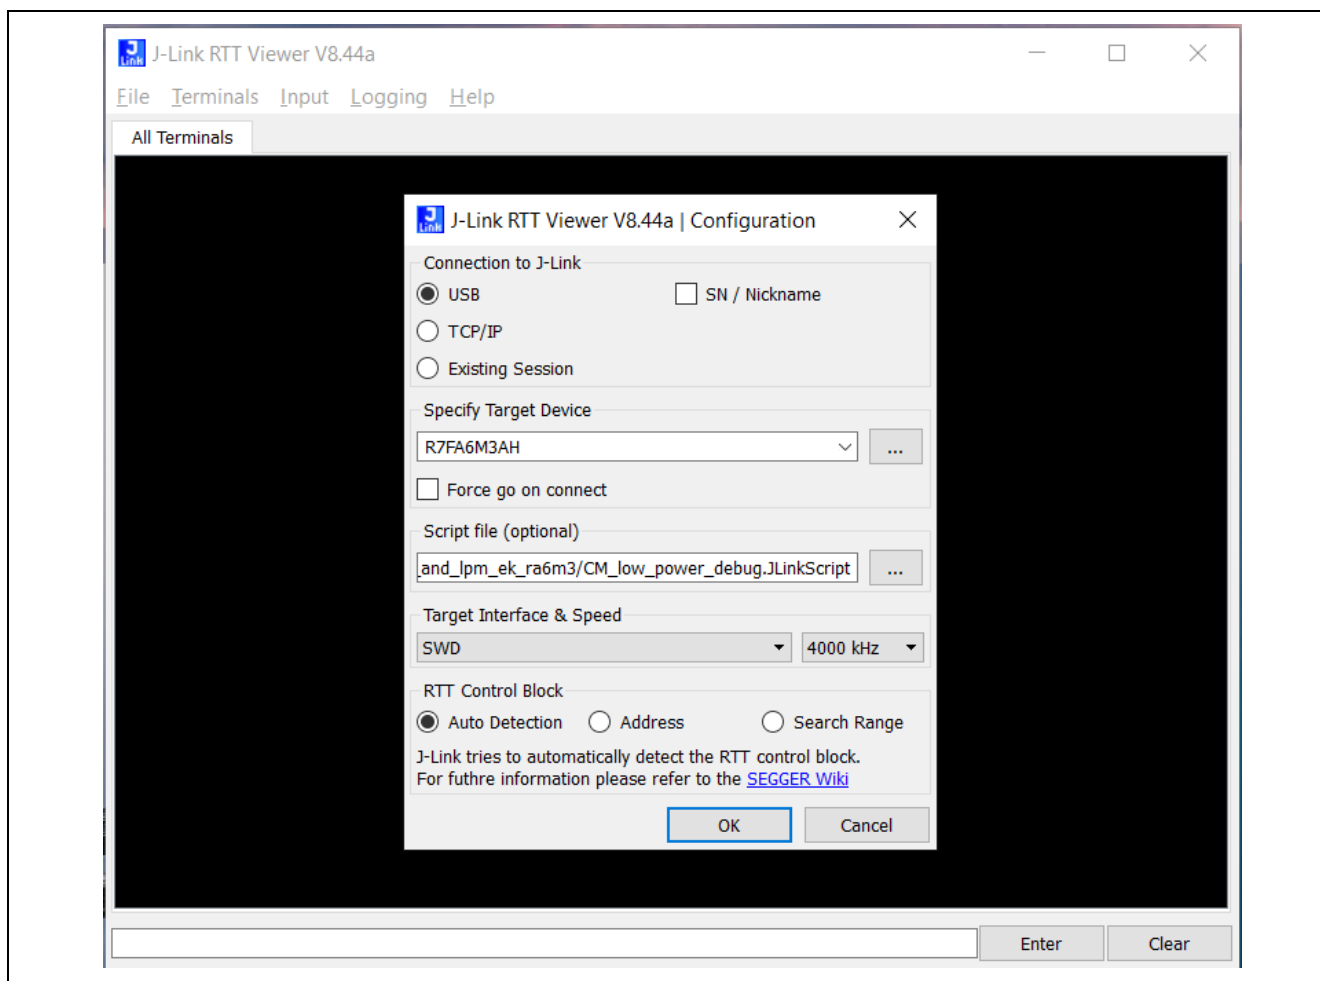 J-Link RTT Viewer V8.44a
File Terminals Input Logging Help
All Terminals
J-Link RTT Viewer V8.44a | Configuration
Connection to J-Link
USB SN / Nickname
TCP/IP
Existing Session
Specify Target Device
R7FA6M3AH ...
Force go on connect
Script file (optional)
_and_lpm_ek_ra6m3/CM_low_power_debug.JLinkScript ...
Target Interface & Speed
SWD 4000 kHz
RTT Control Block
Auto Detection Address Search Range
J-Link tries to automatically detect the RTT control block.
For futhre information please refer to the SEGGER Wiki
OK Cancel
Enter Clear